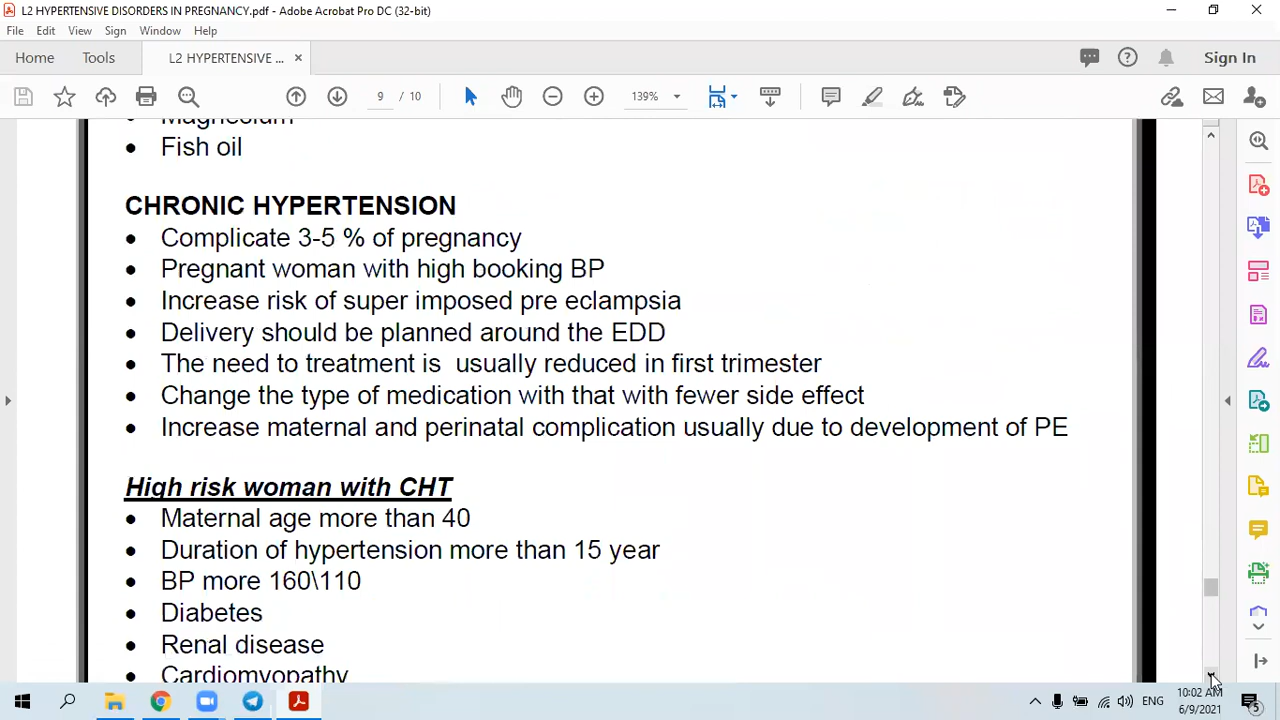 L2 HYPERTENSIVE DISORDERS IN PREGNANCY.pdf - Adobe Acrobat Pro DC (32-bit)
File Edit View Sign Window Help
Home Tools L2 HYPERTENSIVE ... × Sign In
9 / 10 139%
Magnesium
• Fish oil
CHRONIC HYPERTENSION
• Complicate 3-5 % of pregnancy
• Pregnant woman with high booking BP
• Increase risk of super imposed pre eclampsia
• Delivery should be planned around the EDD
• The need to treatment is usually reduced in first trimester
• Change the type of medication with that with fewer side effect
• Increase maternal and perinatal complication usually due to development of PE
High risk woman with CHT
• Maternal age more than 40
• Duration of hypertension more than 15 year
• BP more 160\110
• Diabetes
• Renal disease
• Cardiomyopathy
ENG
10:02 AM
6/9/2021
5